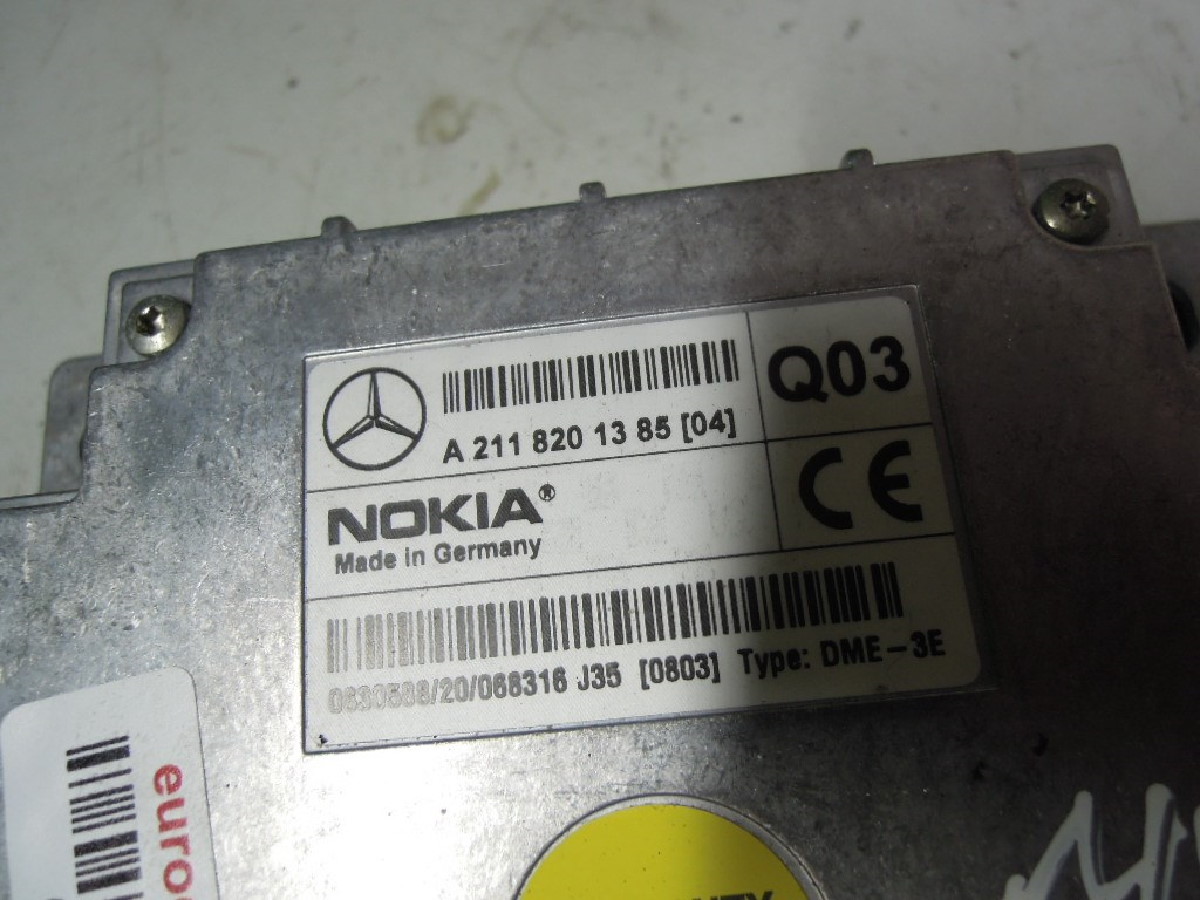 A 211 820 13 85 [04]
Q03
CE
NOKIA®
Made in Germany
0630588/20/068316 J35 [0803] Type: DME-3E
euro